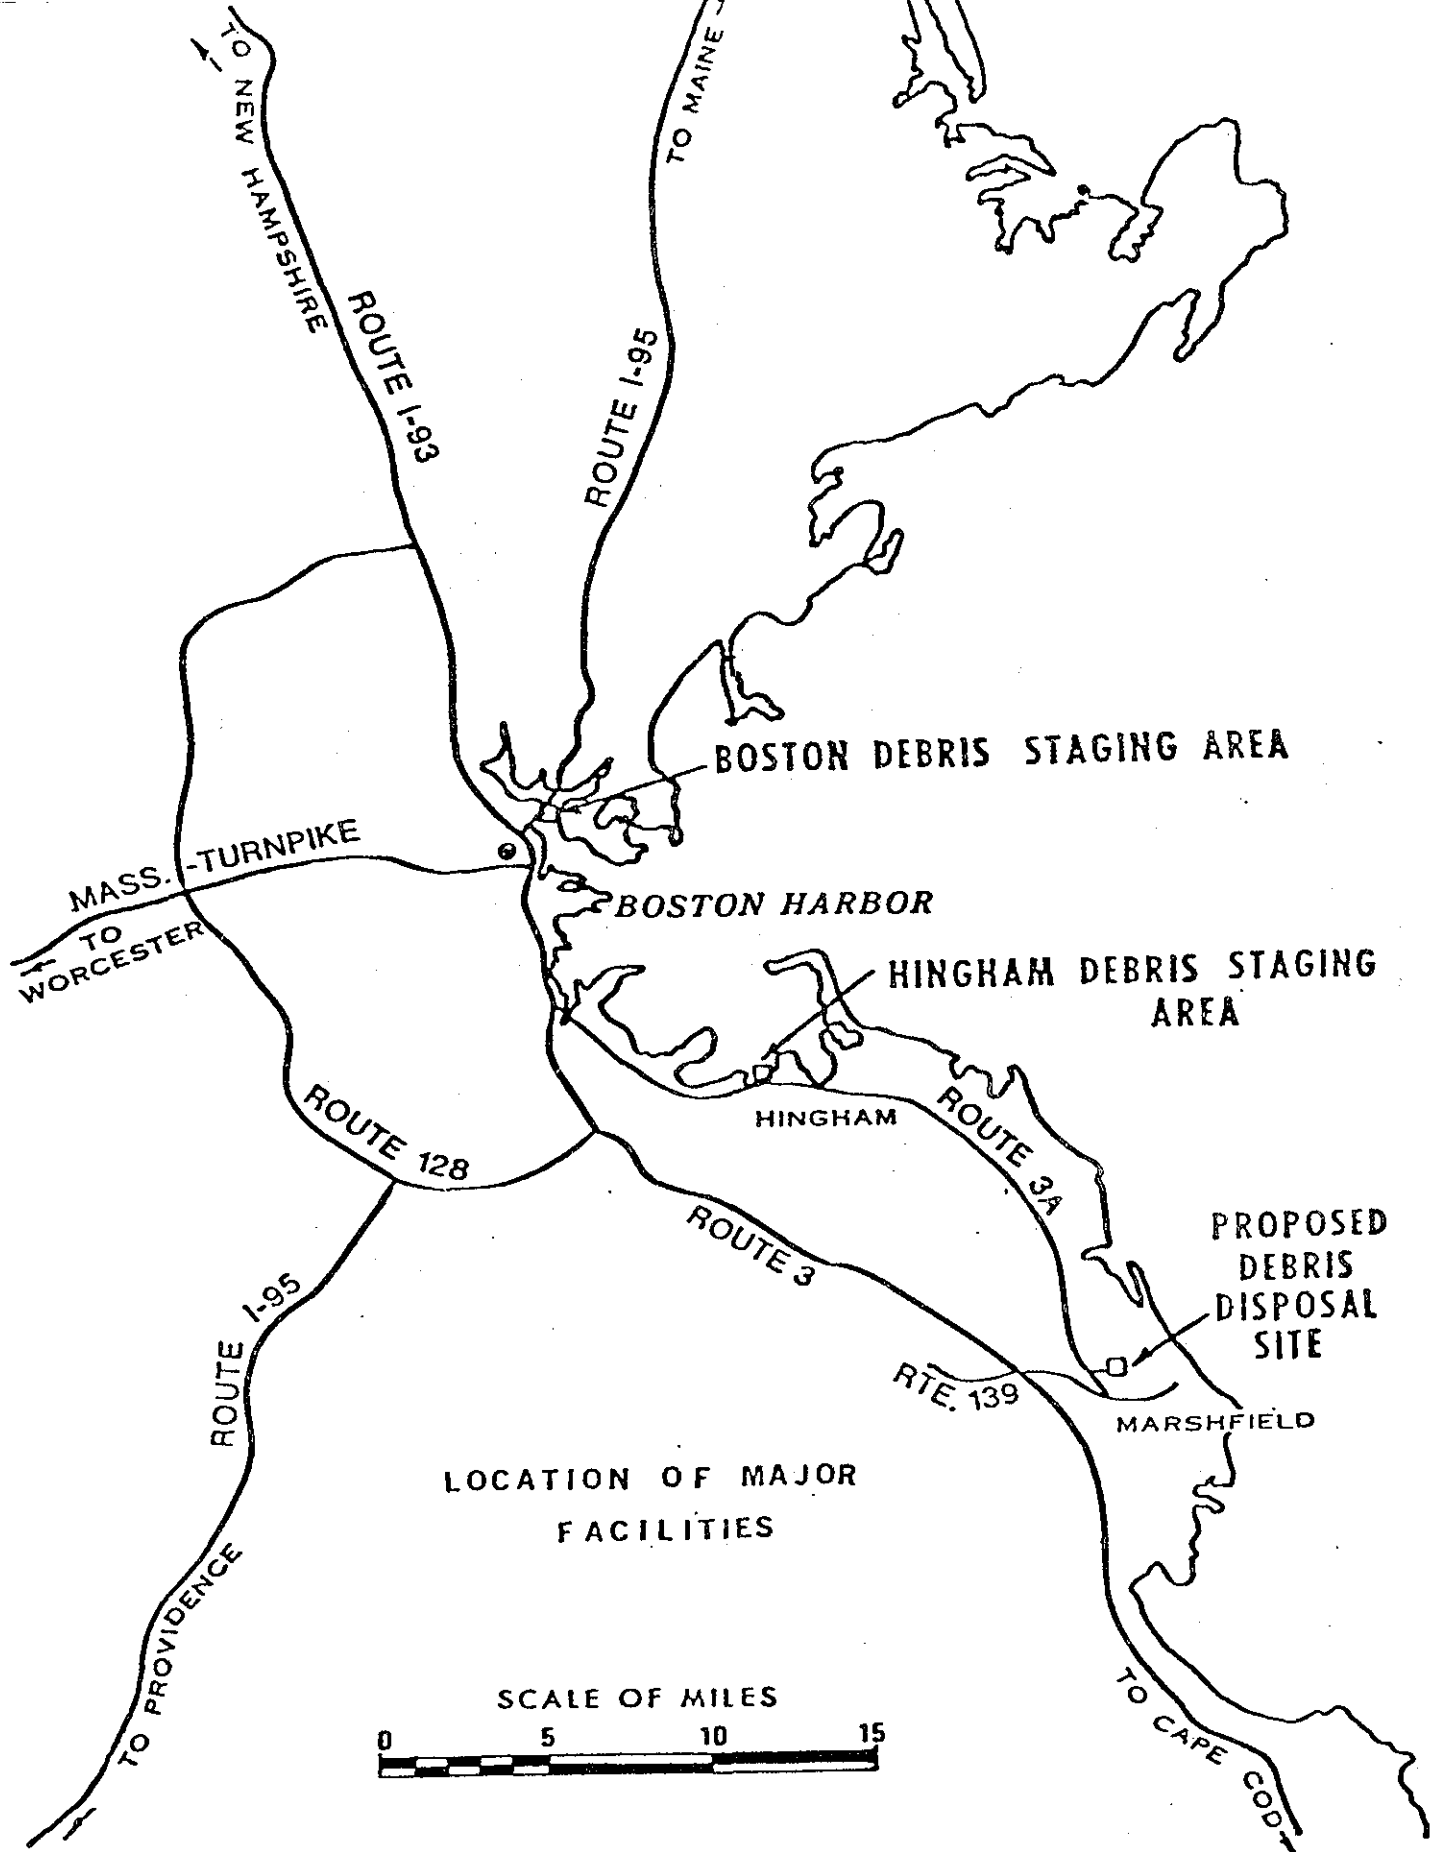 TO NEW HAMPSHIRE
TO MAINE
ROUTE I-93
ROUTE I-95
BOSTON DEBRIS STAGING AREA
MASS.-TURNPIKE
TO
WORCESTER
BOSTON HARBOR
HINGHAM DEBRIS STAGING
AREA
HINGHAM
ROUTE 3A
ROUTE 128
ROUTE 3
PROPOSED
DEBRIS
DISPOSAL
SITE
ROUTE I-95
RTE. 139
MARSHFIELD
LOCATION OF MAJOR
FACILITIES
TO PROVIDENCE
TO CAPE COD
SCALE OF MILES
0 5 10 15